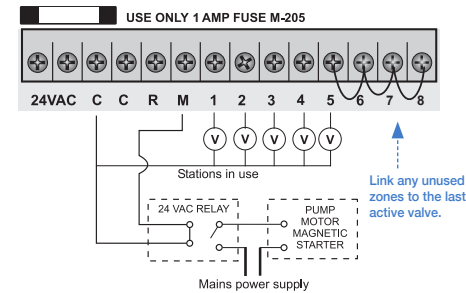 USE ONLY 1 AMP FUSE M-205
24VAC C C R M 1 2 3 4 5 6 7 8
V V V V V
Stations in use
Link any unused
zones to the last
active valve.
24 VAC RELAY
PUMP
MOTOR
MAGNETIC
STARTER
Mains power supply